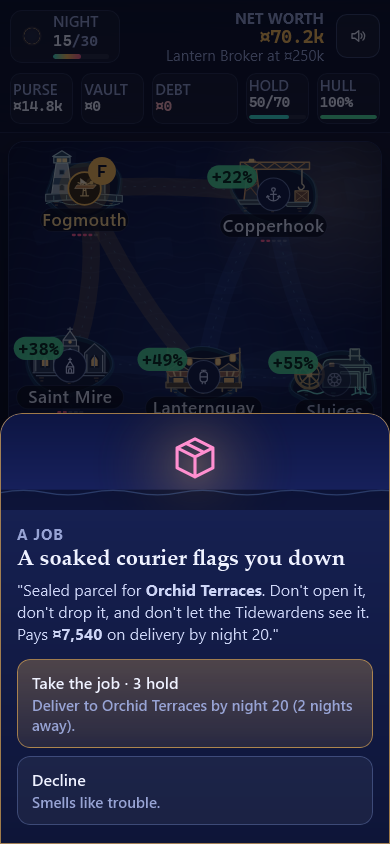 NIGHT
15/30
NET WORTH
¤70.2k
Lantern Broker at ¤250k
PURSE
¤14.8k
VAULT
¤0
DEBT
¤0
HOLD
50/70
HULL
100%
F
Fogmouth
+22%
Copperhook
+38%
Saint Mire
+49%
Lanternquay
+55%
Sluices
A JOB
A soaked courier flags you down
"Sealed parcel for Orchid Terraces. Don't open it,
don't drop it, and don't let the Tidewardens see it.
Pays ¤7,540 on delivery by night 20."
Take the job · 3 hold
Deliver to Orchid Terraces by night 20 (2 nights
away).
Decline
Smells like trouble.